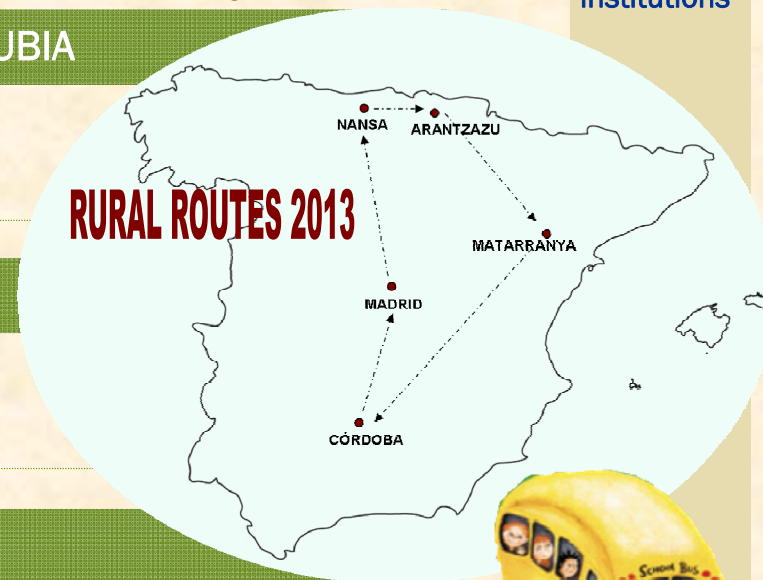 institutions
UBIA
NANSA
ARANTZAZU
RURAL ROUTES 2013
MATARRANYA
MADRID
CÓRDOBA
SCHOOL BUS